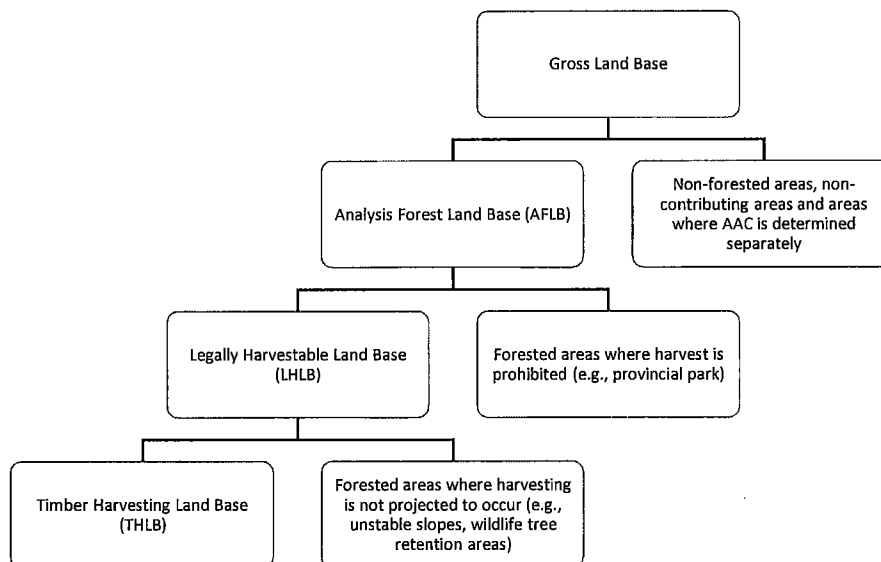 Gross Land Base
Analysis Forest Land Base (AFLB)
Non-forested areas, non-
contributing areas and areas
where AAC is determined
separately
Legally Harvestable Land Base
(LHLB)
Forested areas where harvest is
prohibited (e.g., provincial park)
Timber Harvesting Land Base
(THLB)
Forested areas where harvesting
is not projected to occur (e.g.,
unstable slopes, wildlife tree
retention areas)